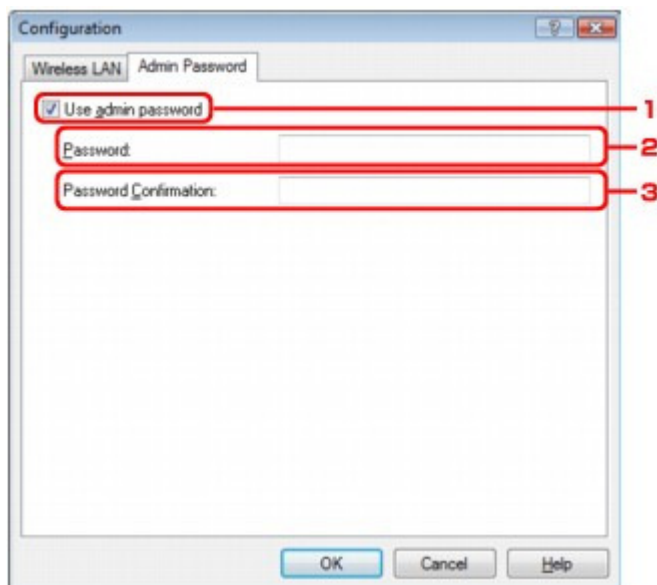 Configuration
Wireless LAN Admin Password
Use admin password 1
Password: 2
Password Confirmation: 3
OK Cancel Help